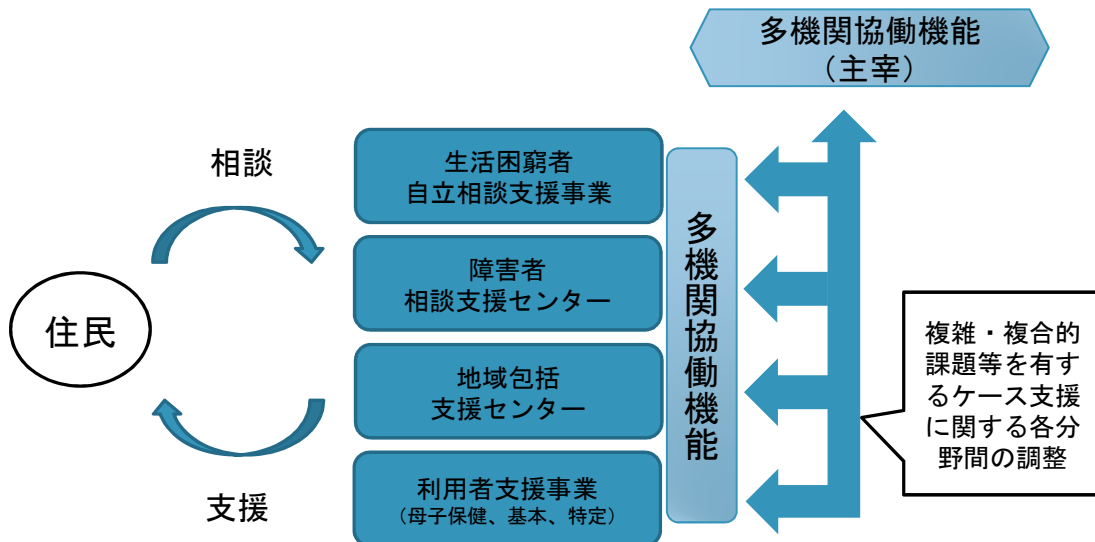 多機関協働機能
（主宰）
相談
生活困窮者
自立相談支援事業
障害者
相談支援センター
住民
地域包括
支援センター
支援
利用者支援事業
（母子保健、基本、特定）
多機関協働機能
複雑・複合的
課題等を有す
るケース支援
に関する各分
野間の調整